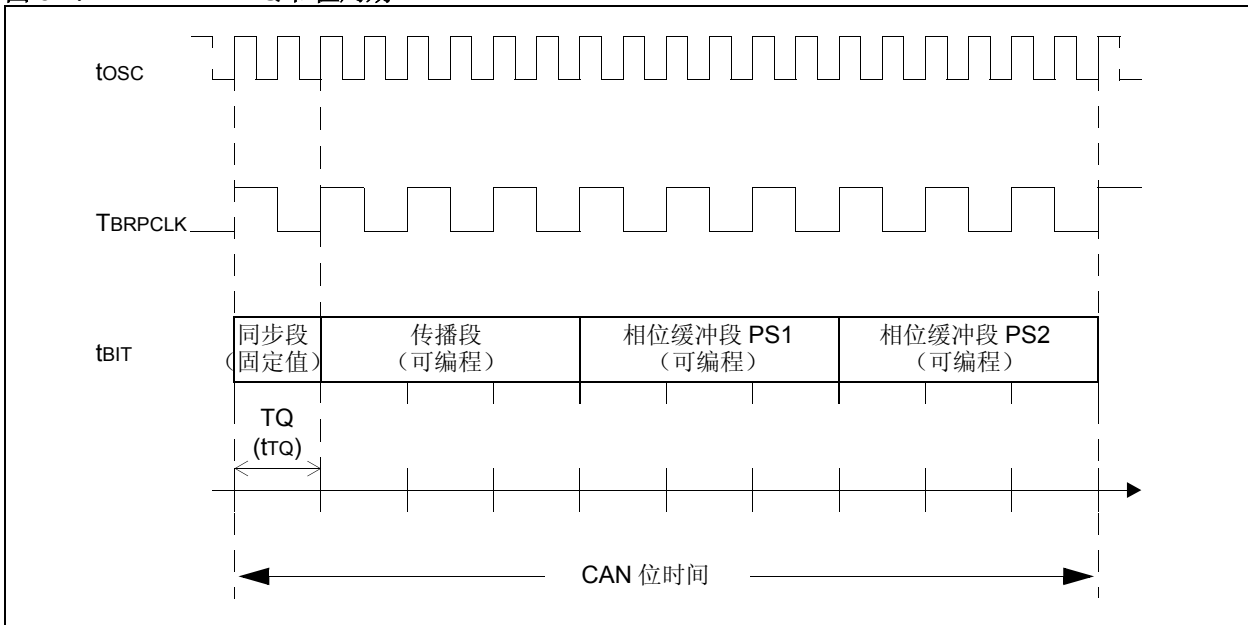 tOSC
TBRPCLK
tBIT
同步段
（固定值）
传播段
（可编程）
相位缓冲段 PS1
（可编程）
相位缓冲段 PS2
（可编程）
TQ
(tTQ)
CAN 位时间